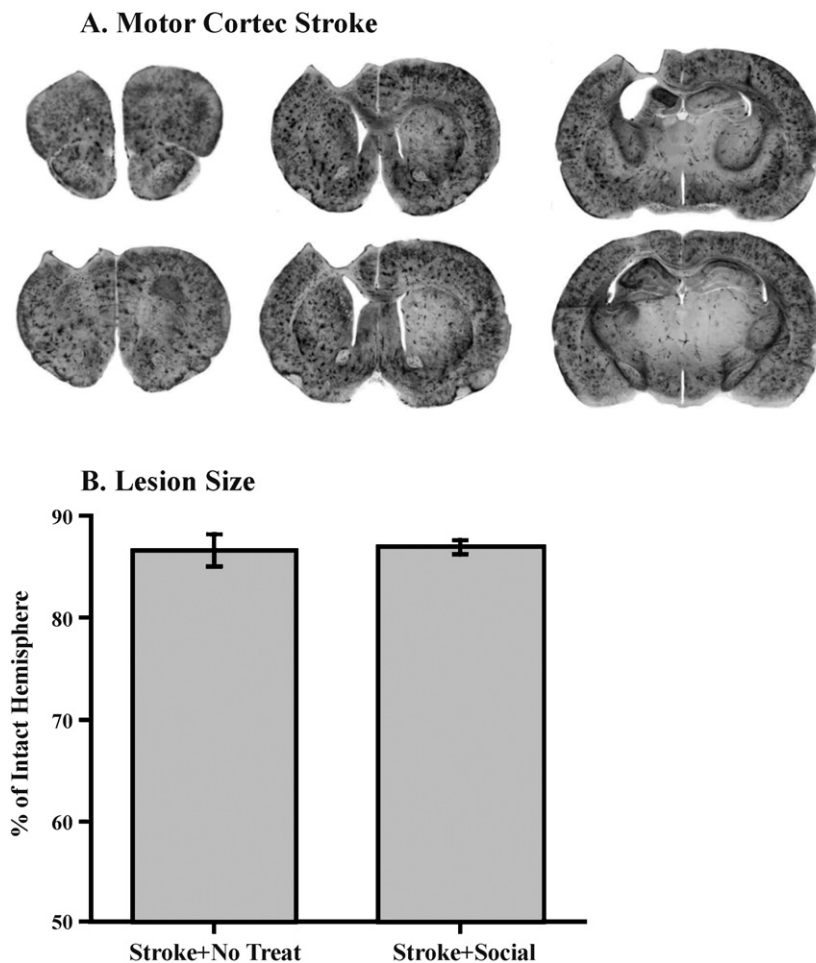 A. Motor Cortec Stroke
B. Lesion Size
% of Intact Hemisphere
90
80
70
60
50
Stroke+No Treat
Stroke+Social